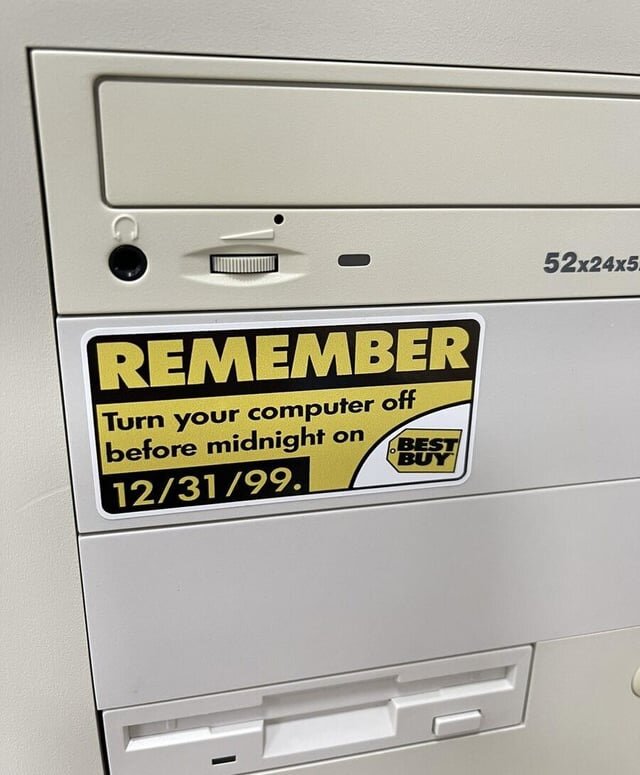 52x24x5
REMEMBER
Turn your computer off
before midnight on
12/31/99.
BEST
BUY